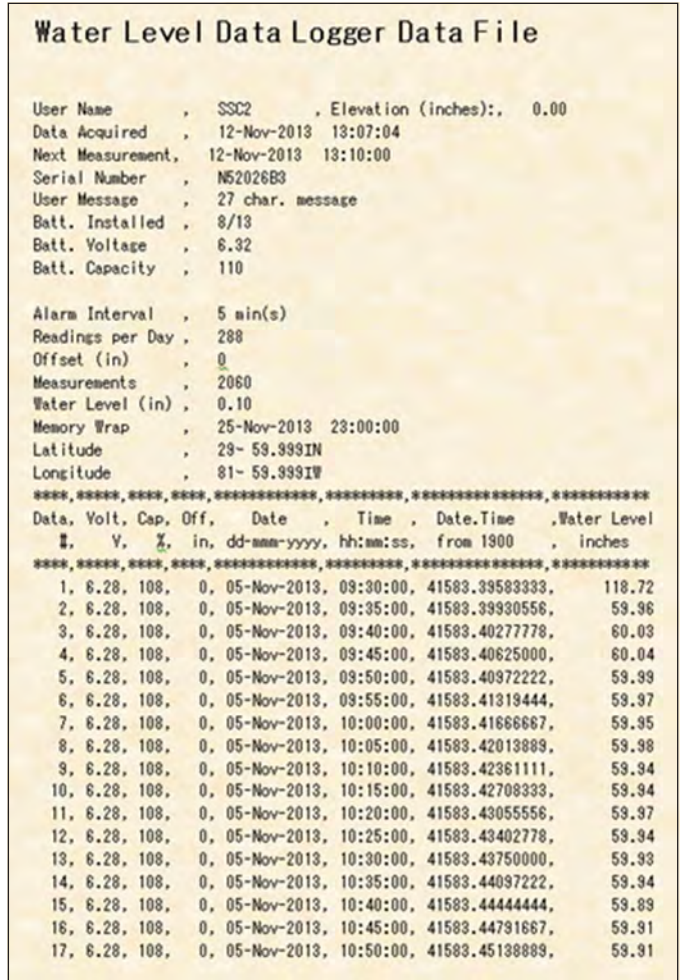 Water Level Data Logger Data File
User Name , SSC2 , Elevation (inches):, 0.00
Data Acquired , 12-Nov-2013 13:07:04
Next Measurement, 12-Nov-2013 13:10:00
Serial Number , N52026B3
User Message , 27 char. message
Batt. Installed , 8/13
Batt. Voltage , 6.32
Batt. Capacity , 110
Alarm Interval , 5 min(s)
Readings per Day , 288
Offset (in) , 0
Measurements , 2060
Water Level (in) , 0.10
Memory Wrap , 25-Nov-2013 23:00:00
Latitude , 29~ 59.999IN
Longitude , 81~ 59.999IW
****,*****,****,****,************,*********,***************,***********
Data, Volt, Cap, Off, Date , Time , Date.Time ,Water Level
#, V, %, in, dd-mmm-yyyy, hh:mm:ss, from 1900 , inches
****,*****,****,****,************,*********,***************,***********
1, 6.28, 108, 0, 05-Nov-2013, 09:30:00, 41583.39583333, 118.72
2, 6.28, 108, 0, 05-Nov-2013, 09:35:00, 41583.39930556, 59.96
3, 6.28, 108, 0, 05-Nov-2013, 09:40:00, 41583.40277778, 60.03
4, 6.28, 108, 0, 05-Nov-2013, 09:45:00, 41583.40625000, 60.04
5, 6.28, 108, 0, 05-Nov-2013, 09:50:00, 41583.40972222, 59.99
6, 6.28, 108, 0, 05-Nov-2013, 09:55:00, 41583.41319444, 59.97
7, 6.28, 108, 0, 05-Nov-2013, 10:00:00, 41583.41666667, 59.95
8, 6.28, 108, 0, 05-Nov-2013, 10:05:00, 41583.42013889, 59.98
9, 6.28, 108, 0, 05-Nov-2013, 10:10:00, 41583.42361111, 59.94
10, 6.28, 108, 0, 05-Nov-2013, 10:15:00, 41583.42708333, 59.94
11, 6.28, 108, 0, 05-Nov-2013, 10:20:00, 41583.43055556, 59.97
12, 6.28, 108, 0, 05-Nov-2013, 10:25:00, 41583.43402778, 59.94
13, 6.28, 108, 0, 05-Nov-2013, 10:30:00, 41583.43750000, 59.93
14, 6.28, 108, 0, 05-Nov-2013, 10:35:00, 41583.44097222, 59.94
15, 6.28, 108, 0, 05-Nov-2013, 10:40:00, 41583.44444444, 59.89
16, 6.28, 108, 0, 05-Nov-2013, 10:45:00, 41583.44791667, 59.91
17, 6.28, 108, 0, 05-Nov-2013, 10:50:00, 41583.45138889, 59.91